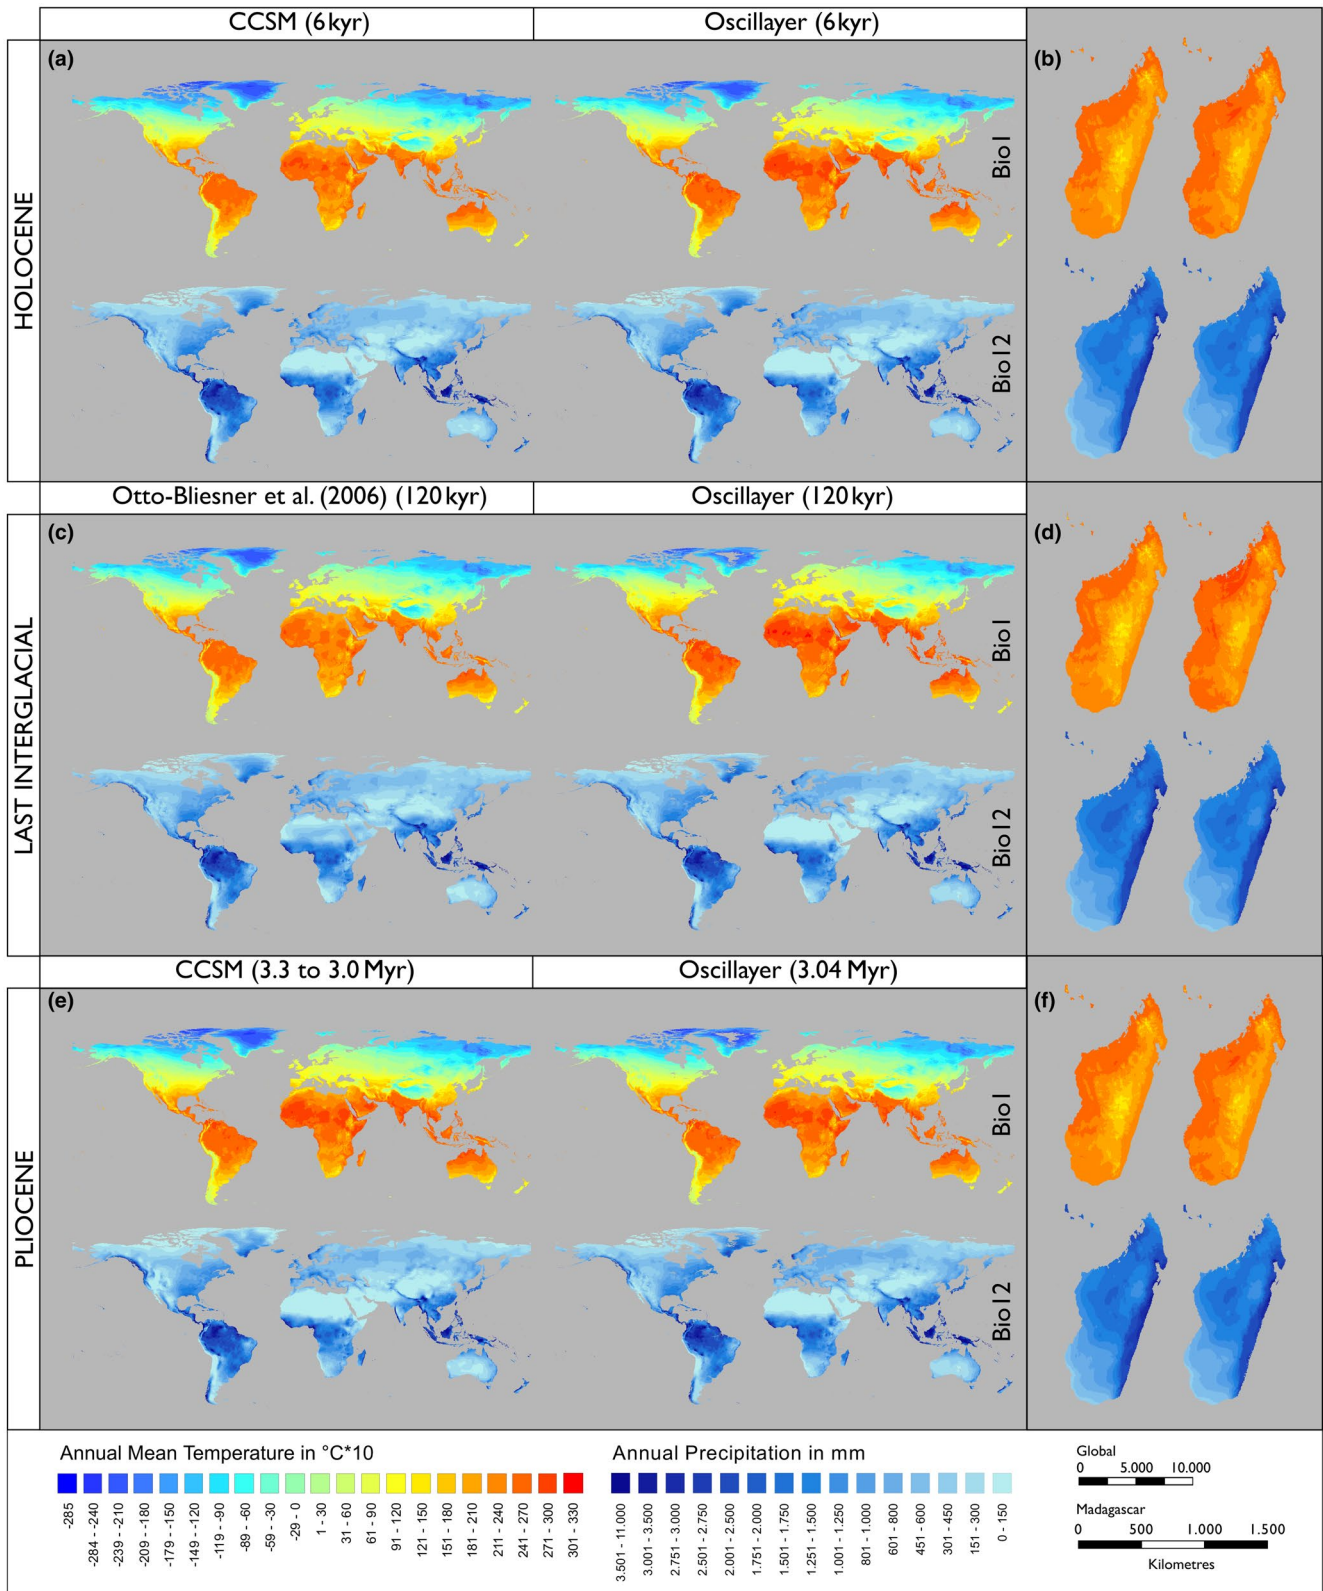 CCSM (6 kyr)
Oscillayer (6 kyr)
HOLOCENE
(a)
(b)
Bio1
Bio12
Otto-Bliesner et al. (2006) (120 kyr)
Oscillayer (120 kyr)
LAST INTERGLACIAL
(c)
(d)
Bio1
Bio12
CCSM (3.3 to 3.0 Myr)
Oscillayer (3.04 Myr)
PLIOCENE
(e)
(f)
Bio1
Bio12
Annual Mean Temperature in °C*10
-285
-284 - -240
-239 - -210
-209 - -180
-179 - -150
-149 - -120
-119 - -90
-89 - -60
-59 - -30
-29 - 0
1 - 30
31 - 60
61 - 90
91 - 120
121 - 150
151 - 180
181 - 210
211 - 240
241 - 270
271 - 300
301 - 330
Annual Precipitation in mm
3.501 - 11.000
3.001 - 3.500
2.751 - 3.000
2.501 - 2.750
2.001 - 2.500
1.751 - 2.000
1.501 - 1.750
1.251 - 1.500
1.001 - 1.250
801 - 1.000
601 - 800
451 - 600
301 - 450
151 - 300
0 - 150
Global
0 5.000 10.000
Madagascar
0 500 1.000 1.500
Kilometres